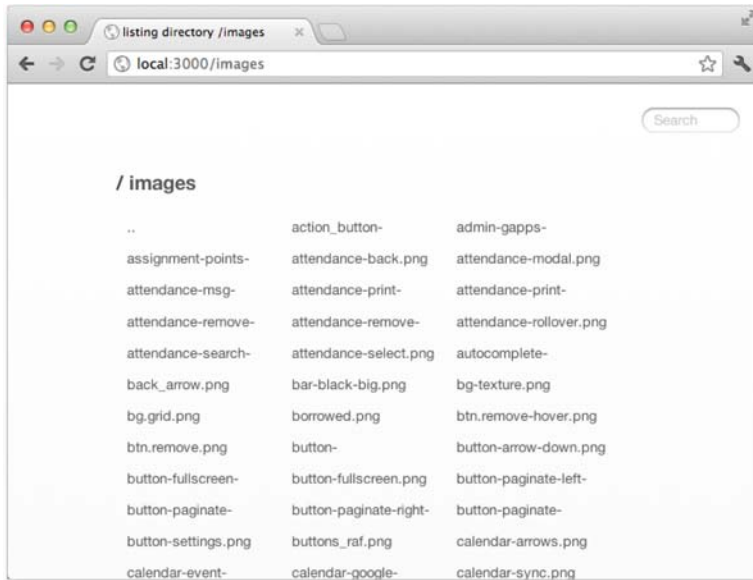 listing directory /images
local:3000/images
Search
/ images
.. action_button- admin-gapps-
assignment-points- attendance-back.png attendance-modal.png
attendance-msg- attendance-print- attendance-print-
attendance-remove- attendance-remove- attendance-rollover.png
attendance-search- attendance-select.png autocomplete-
back_arrow.png bar-black-big.png bg-texture.png
bg.grid.png borrowed.png btn.remove-hover.png
btn.remove.png button- button-arrow-down.png
button-fullscreen- button-fullscreen.png button-paginate-left-
button-paginate- button-paginate-right- button-paginate-
button-settings.png buttons_raf.png calendar-arrows.png
calendar-event- calendar-google- calendar-sync.png